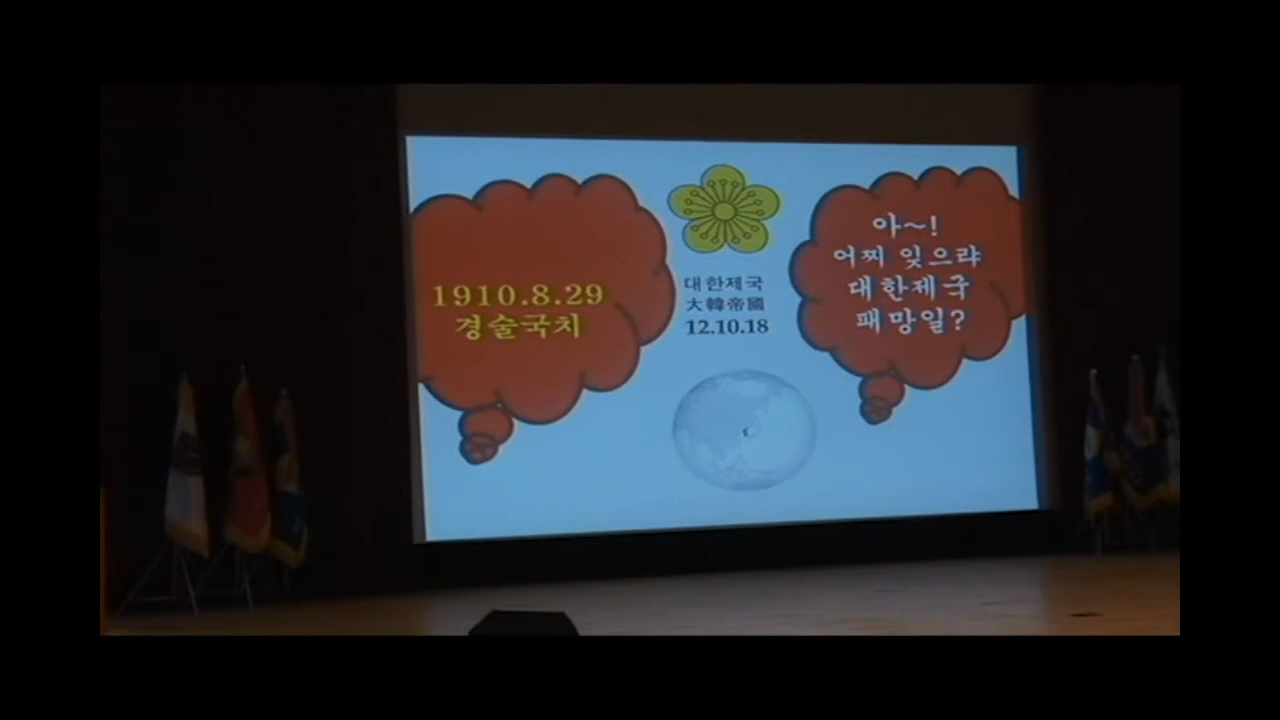 1910.8.29
경술국치
대한제국
大韓帝國
12.10.18
아~!
어찌 잊으랴
대한제국
패망일?